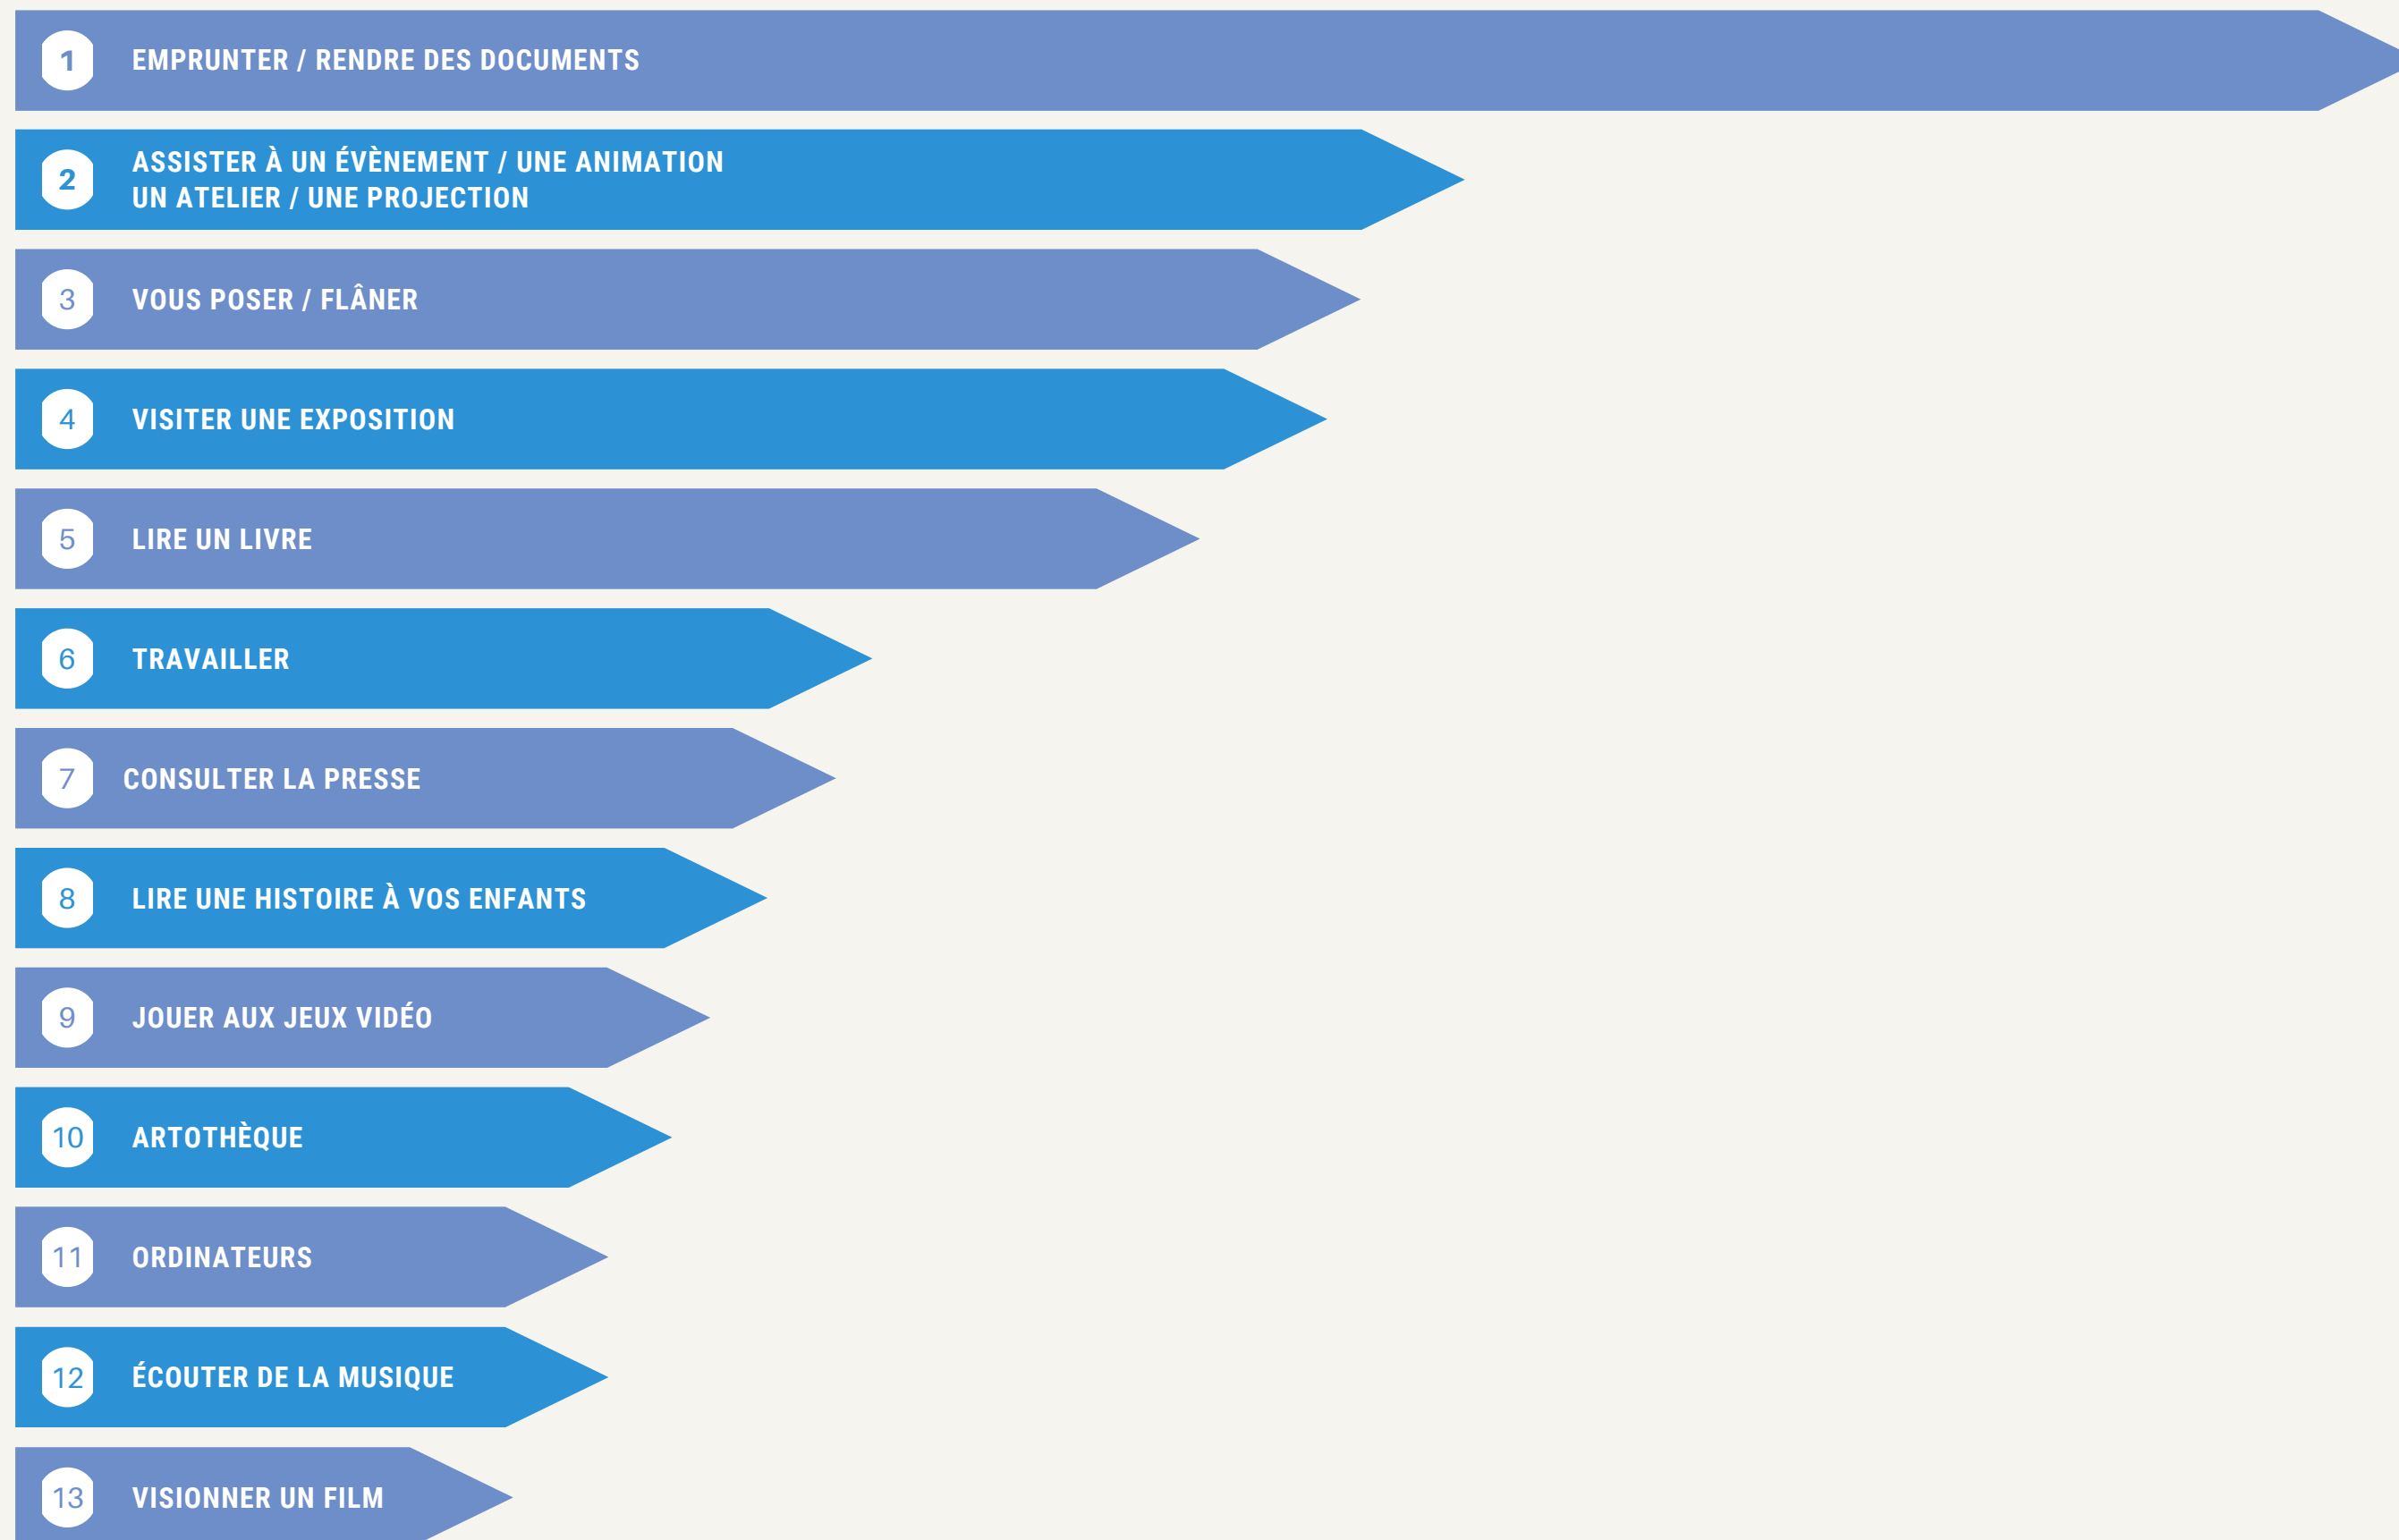 1 EMPRUNTER / RENDRE DES DOCUMENTS
2 ASSISTER À UN ÉVÈNEMENT / UNE ANIMATION
UN ATELIER / UNE PROJECTION
3 VOUS POSER / FLÂNER
4 VISITER UNE EXPOSITION
5 LIRE UN LIVRE
6 TRAVAILLER
7 CONSULTER LA PRESSE
8 LIRE UNE HISTOIRE À VOS ENFANTS
9 JOUER AUX JEUX VIDÉO
10 ARTOTHÈQUE
11 ORDINATEURS
12 ÉCOUTER DE LA MUSIQUE
13 VISIONNER UN FILM